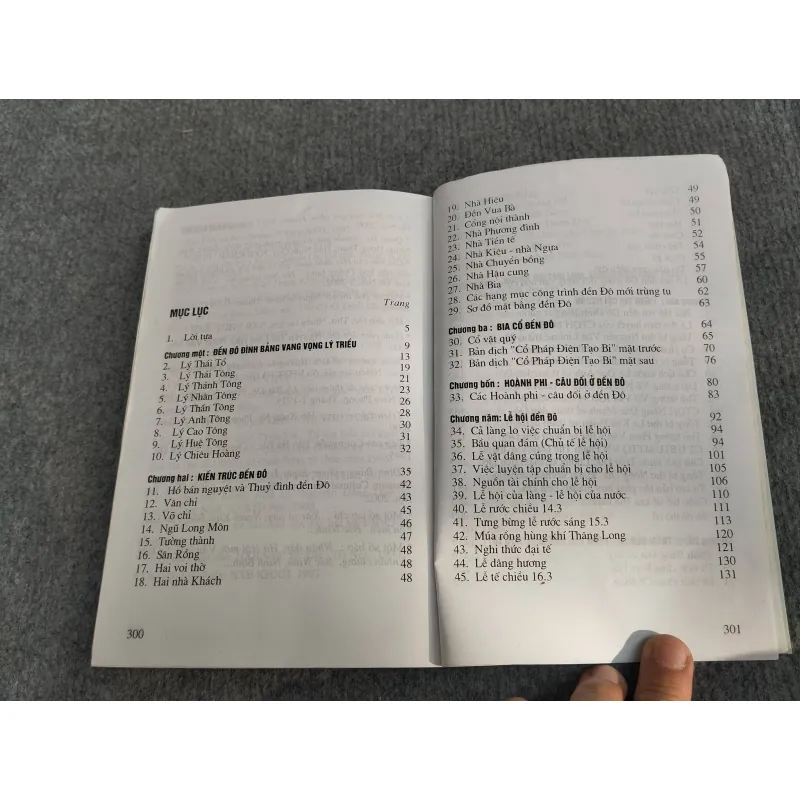 MỤC LỤC Trang
1. Lời tựa 5
Chương một : ĐỀN ĐÔ ĐÌNH BẢNG VANG VỌNG LÝ TRIỀU 9
2. Lý Thái Tổ 13
3. Lý Thái Tông 19
4. Lý Thánh Tông 21
5. Lý Nhân Tông 23
6. Lý Thần Tông 26
7. Lý Anh Tông 28
8. Lý Cao Tông 30
9. Lý Huệ Tông 31
10. Lý Chiêu Hoàng 32
Chương hai : KIẾN TRÚC ĐỀN ĐÔ 35
11. Hồ bán nguyệt và Thuỷ đình đền Đô 42
12. Văn chỉ 43
13. Võ chỉ 45
14. Ngũ Long Môn 46
15. Tường thành 47
16. Sân Rồng 48
17. Hai voi thờ 48
18. Hai nhà Khách 48
300
19. Nhà Hiệu 49
20. Đền Vua Bà 49
21. Cổng nội thành 50
22. Nhà Phương đình 51
23. Nhà Tiền tế 52
24. Nhà Kiệu - nhà Ngựa 54
25. Nhà Chuyển bồng 55
26. Nhà Hậu cung 57
27. Nhà Bia 60
28. Các hạng mục công trình đền Đô mới trùng tu 62
29. Sơ đồ mặt bằng đền Đô 63
Chương ba : BIA CỔ ĐỀN ĐÔ 64
30. Cổ vật quý 65
31. Bản dịch "Cổ Pháp Điện Tạo Bi" mặt trước 70
32. Bản dịch "Cổ Pháp Điện Tạo Bi" mặt sau 76
Chương bốn : HOÀNH PHI - CÂU ĐỐI Ở ĐỀN ĐÔ 80
33. Các Hoành phi - câu đối ở đền Đô 83
Chương năm: Lễ hội đền Đô 92
34. Cả làng lo việc chuẩn bị lễ hội 94
35. Bầu quan đám (Chủ tế lễ hội) 94
36. Lễ vật dâng cúng trong lễ hội 101
37. Việc luyện tập chuẩn bị cho lễ hội 105
38. Nguồn tài chính cho lễ hội 106
39. Lễ hội của làng - lễ hội của nước 110
40. Lễ rước chiều 14.3 111
41. Tưng bừng lễ rước sáng 15.3 113
42. Múa rồng hùng khí Thăng Long 120
43. Nghi thức đại tế 121
44. Lễ dâng hương 130
45. Lễ tế chiều 16.3 131
301